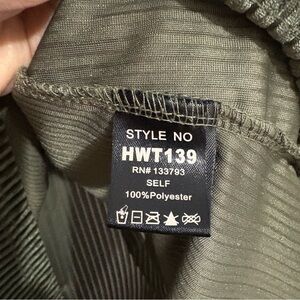 STYLE NO
HWT139
RN# 133793
SELF
100%Polyester